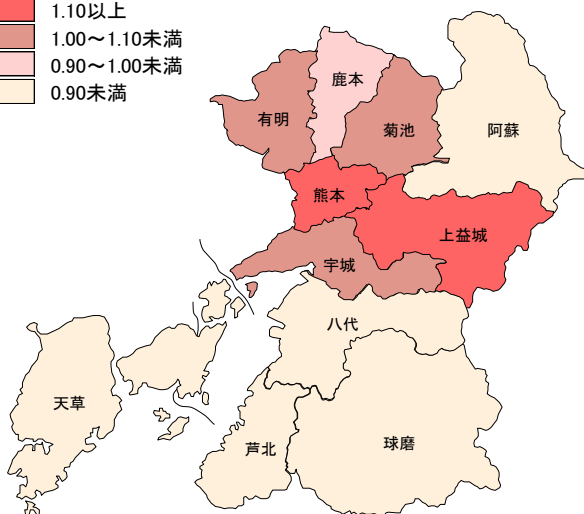 1.10以上
1.00～1.10未満
0.90～1.00未満
0.90未満
鹿本
有明
菊池
阿蘇
熊本
上益城
宇城
八代
天草
芦北
球磨